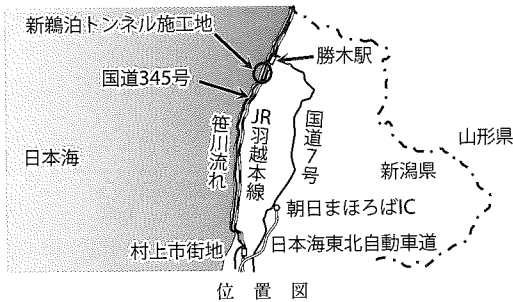 新鵜泊トンネル施工地
勝木駅
国道345号
笹川流れ
JR羽越本線
国道7号
山形県
新潟県
日本海
朝日まほろばIC
村上市街地
日本海東北自動車道
位置図